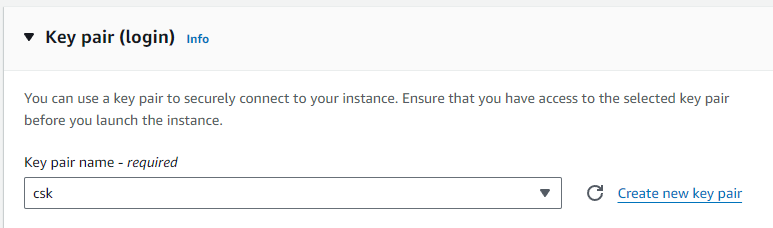 Key pair (login) Info
You can use a key pair to securely connect to your instance. Ensure that you have access to the selected key pair
before you launch the instance.
Key pair name - required
csk
Create new key pair